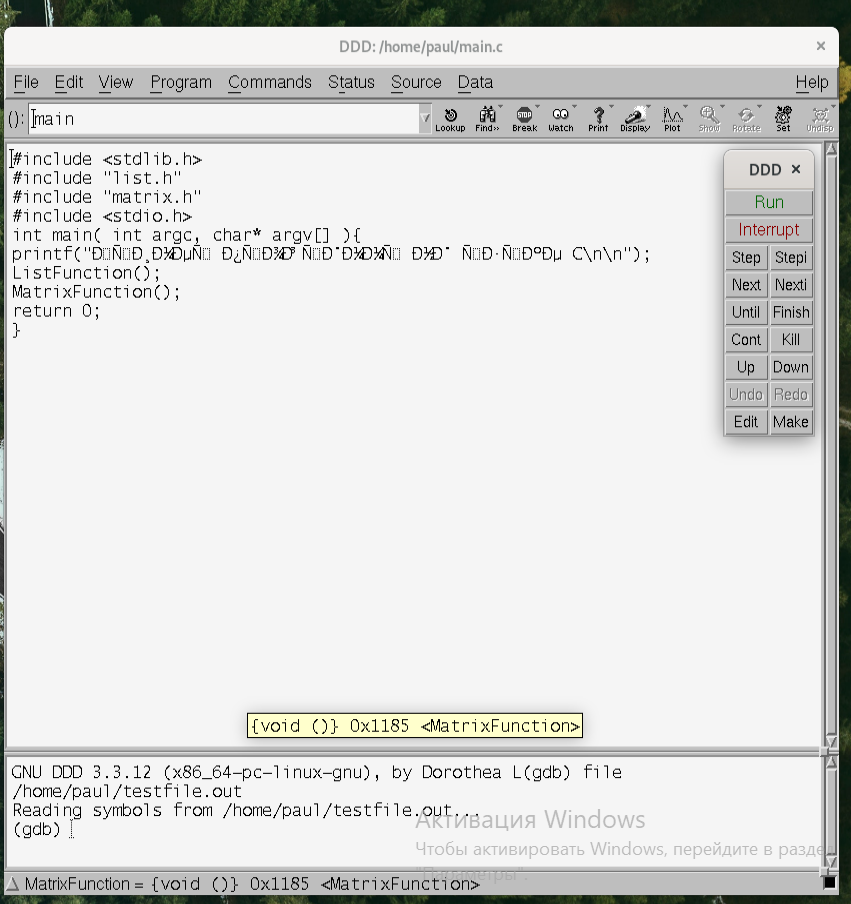 DDD: /home/paul/main.c
File Edit View Program Commands Status Source Data Help
(): main
Lookup Find» Break Watch Print Display Plot Show Rotate Set Undisp
#include <stdlib.h>
#include "list.h"
#include "matrix.h"
#include <stdio.h>
int main( int argc, char* argv[] ){
printf(" C\n\n");
ListFunction();
MatrixFunction();
return 0;
}
DDD
Run
Interrupt
Step Stepi
Next Nexti
Until Finish
Cont Kill
Up Down
Undo Redo
Edit Make
{void ()} 0x1185 <MatrixFunction>
GNU DDD 3.3.12 (x86_64-pc-linux-gnu), by Dorothea L(gdb) file
/home/paul/testfile.out
Reading symbols from /home/paul/testfile.out...
(gdb)
Активация Windows
Чтобы активировать Windows, перейдите в разде
"Параметры".
MatrixFunction = {void ()} 0x1185 <MatrixFunction>